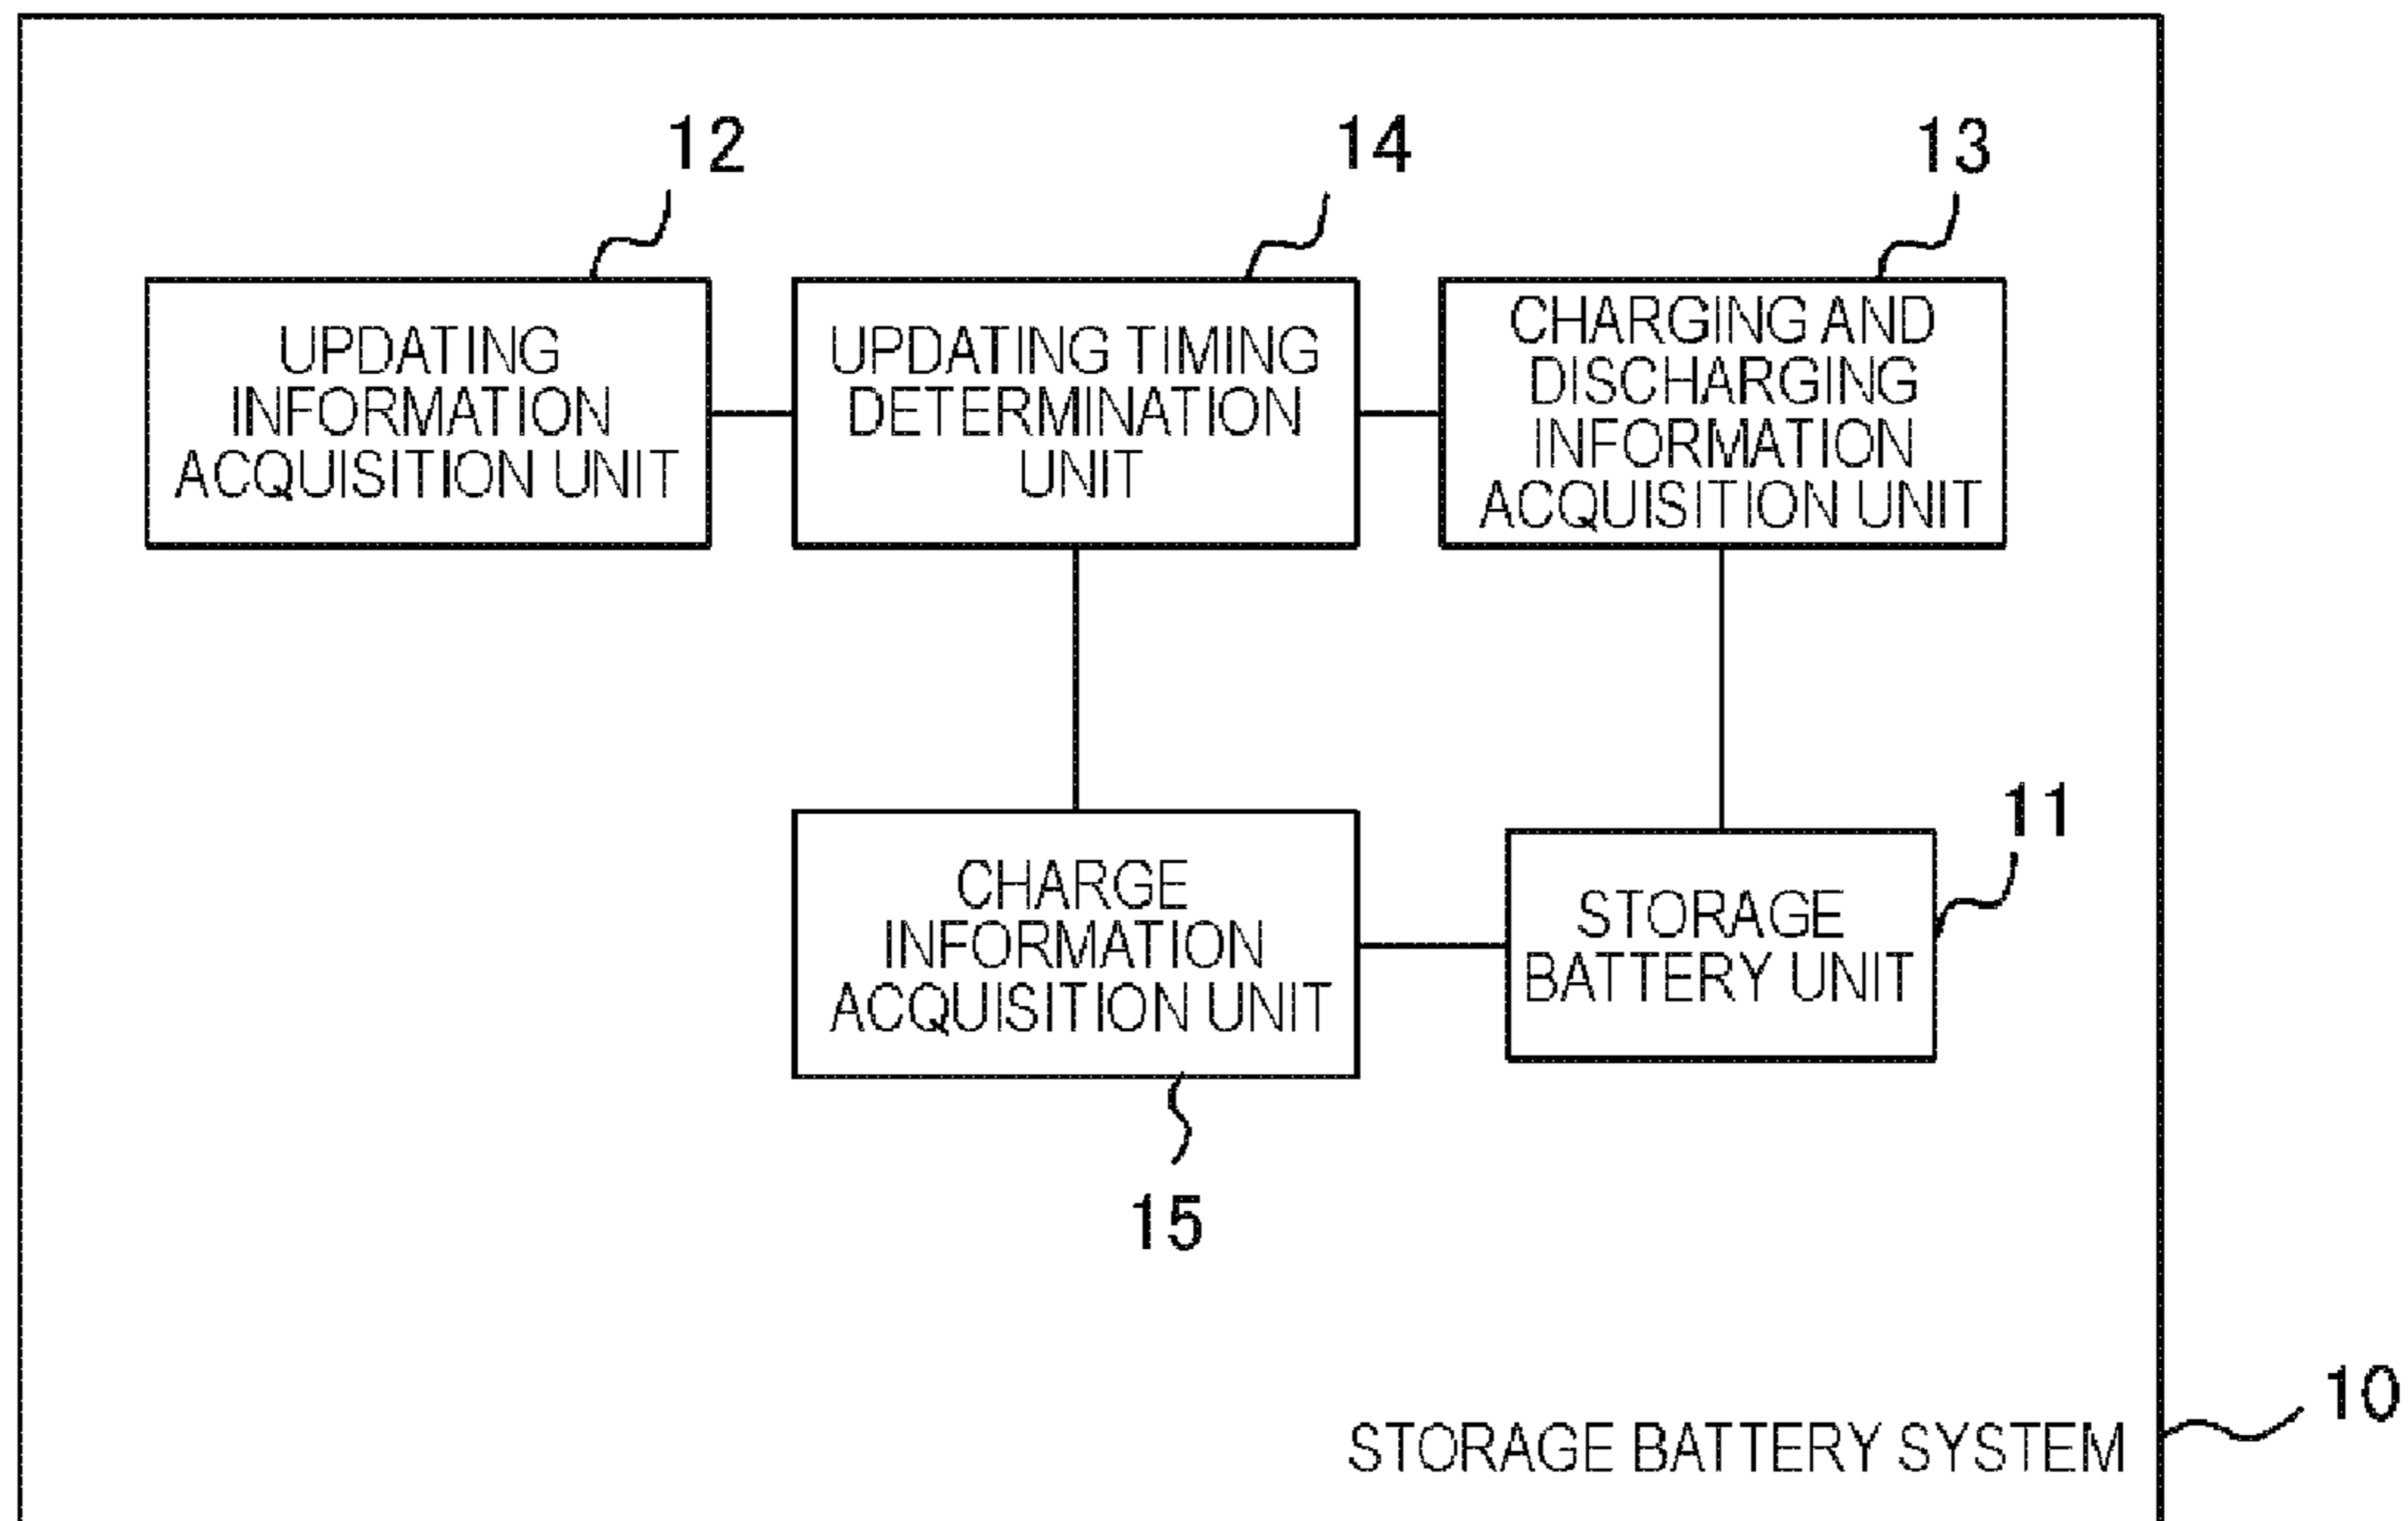 12
14
13
UPDATING
INFORMATION
ACQUISITION UNIT
UPDATING TIMING
DETERMINATION
UNIT
CHARGING AND
DISCHARGING
INFORMATION
ACQUISITION UNIT
CHARGE
INFORMATION
ACQUISITION UNIT
15
STORAGE
BATTERY UNIT
11
STORAGE BATTERY SYSTEM
10